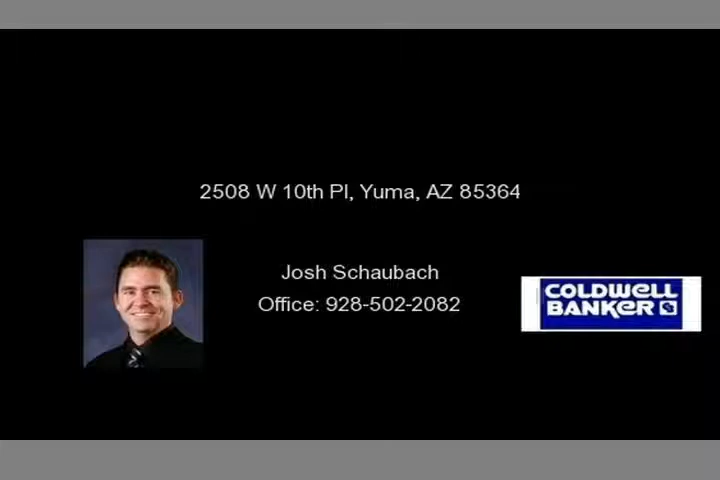 2508 W 10th Pl, Yuma, AZ 85364
Josh Schaubach
Office: 928-502-2082
COLDWELL
BANKER